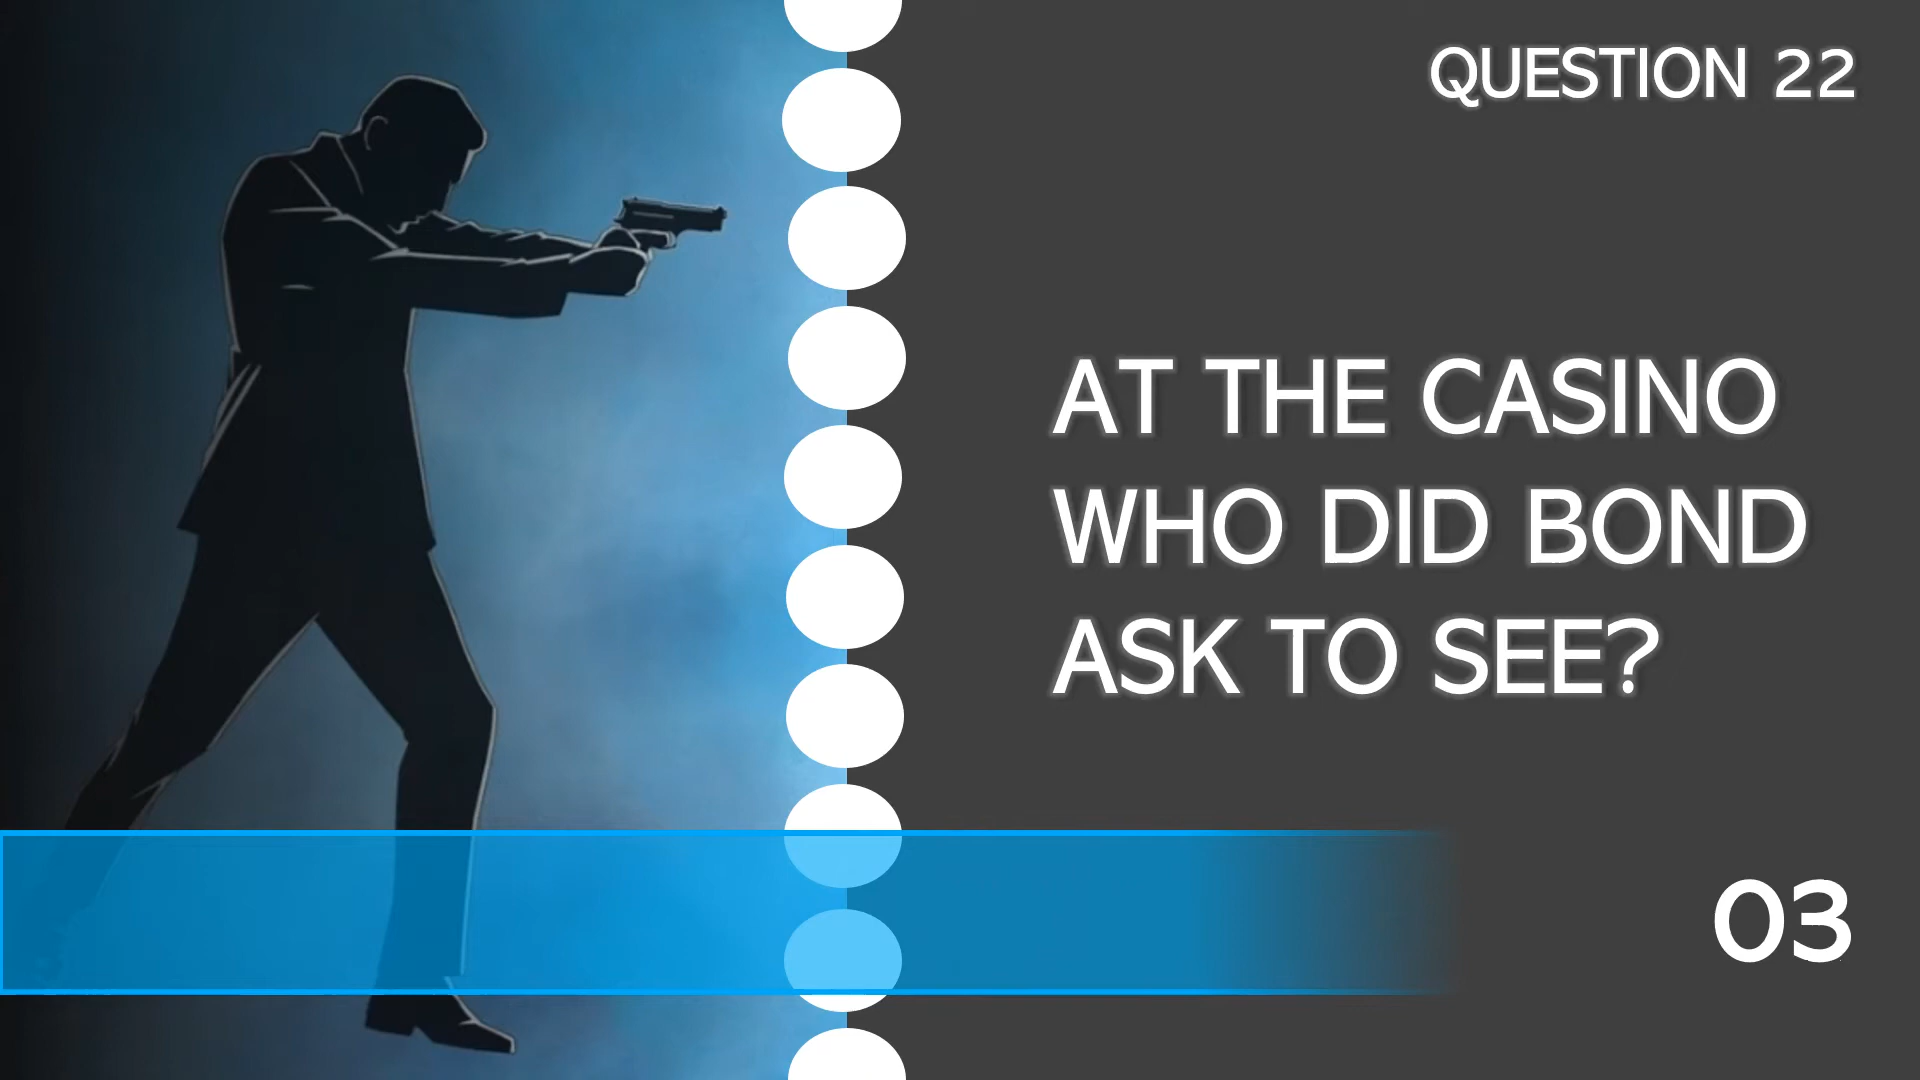 QUESTION 22
AT THE CASINO
WHO DID BOND
ASK TO SEE?
03